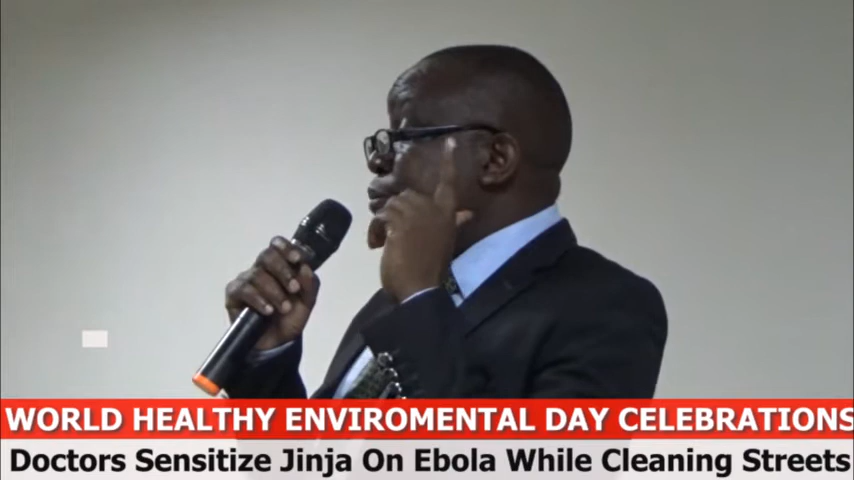 WORLD HEALTHY ENVIROMENTAL DAY CELEBRATIONS
Doctors Sensitize Jinja On Ebola While Cleaning Streets